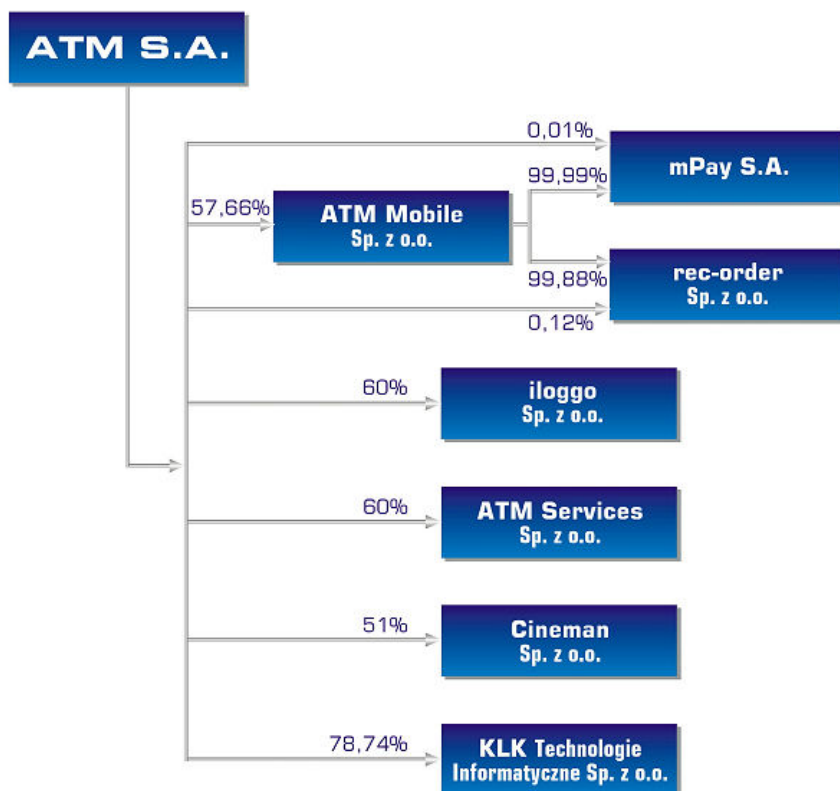 ATM S.A.
0,01%
mPay S.A.
99,99%
57,66%
ATM Mobile
Sp. z o.o.
rec-order
Sp. z o.o.
99,88%
0,12%
60%
iloggo
Sp. z o.o.
60%
ATM Services
Sp. z o.o.
51%
Cineman
Sp. z o.o.
78,74%
KLK Technologie
Informatyczne Sp. z o.o.